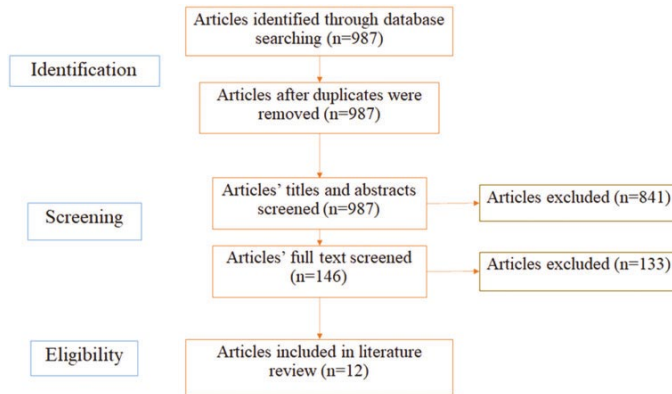 Articles identified through database
searching (n=987)
Identification
Articles after duplicates were
removed (n=987)
Articles' titles and abstracts
screened (n=987)
Articles excluded (n=841)
Screening
Articles' full text screened
(n=146)
Articles excluded (n=133)
Eligibility
Articles included in literature
review (n=12)